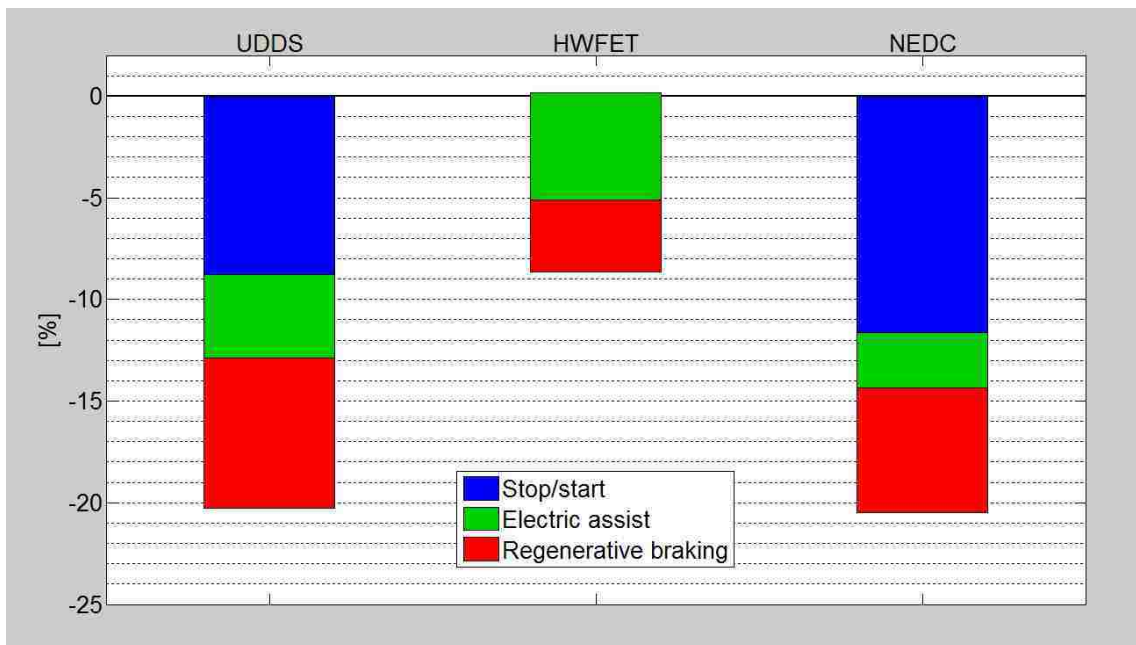 UDDS HWFET NEDC
0
-5
-10
[%]
-15
-20
-25
Stop/start
Electric assist
Regenerative braking